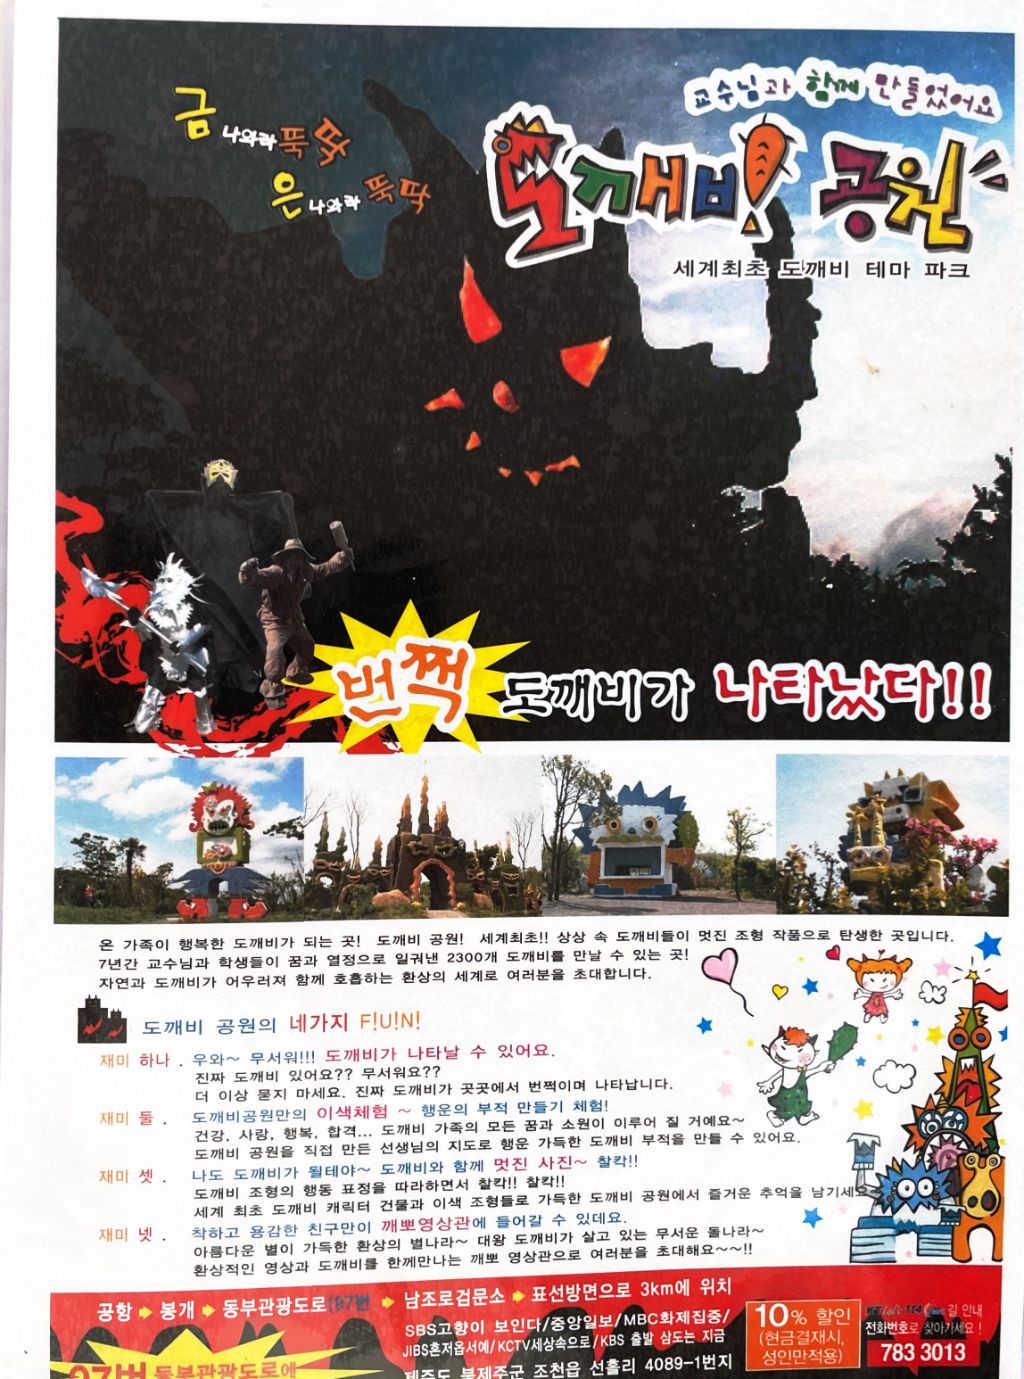 금 나와라 뚝딱
은 나와라 뚝딱
교수님과 함께 만들었어요
도깨비! 공원
세계최초 도깨비 테마 파크
번쩍 도깨비가 나타났다!!
온 가족이 행복한 도깨비가 되는 곳! 도깨비 공원! 세계최초!! 상상 속 도깨비들이 멋진 조형 작품으로 탄생한 곳입니다.
7년간 교수님과 학생들이 꿈과 열정으로 일궈낸 2300개 도깨비를 만날 수 있는 곳!
자연과 도깨비가 어우러져 함께 호흡하는 환상의 세계로 여러분을 초대합니다.
도깨비 공원의 네가지 F!U!N!
재미 하나 . 우와~ 무서워!!! 도깨비가 나타날 수 있어요.
진짜 도깨비 있어요?? 무서워요??
더 이상 묻지 마세요. 진짜 도깨비가 곳곳에서 번쩍이며 나타납니다.
재미 둘 . 도깨비공원만의 이색체험 ~ 행운의 부적 만들기 체험!
건강, 사랑, 행복, 합격... 도깨비 가족의 모든 꿈과 소원이 이루어 질 거예요~
도깨비 공원을 직접 만든 선생님의 지도로 행운 가득한 도깨비 부적을 만들 수 있어요.
재미 셋 . 나도 도깨비가 될테야~ 도깨비와 함께 멋진 사진~ 찰칵!!
도깨비 조형의 행동 표정을 따라하면서 찰칵!! 찰칵!!
세계 최초 도깨비 캐릭터 건물과 이색 조형들로 가득한 도깨비 공원에서 즐거운 추억을 남기세요
재미 넷 . 착하고 용감한 친구만이 깨뽀영상관에 들어갈 수 있데요.
아름다운 별이 가득한 환상의 별나라~ 대왕 도깨비가 살고 있는 무서운 돌나라~
환상적인 영상과 도깨비를 한께만나는 깨뽀 영상관으로 여러분을 초대해요~~!!
공항 봉개 동부관광도로(97번 남조로검문소 표선방면으로 3km에 위치
SBS고향이 보인다/중앙일보/MBC화제집중/
JIBS혼저옵서예/KCTV세상속으로/KBS 출발 삼도는 지금
제주도 북제주군 조천읍 선흘리 4089-1번지
97번 동부관광도로에
10% 할인
(현금결재시,
성인만적용)
114 길 안내
전화번호로 찾아가세요!
783 3013